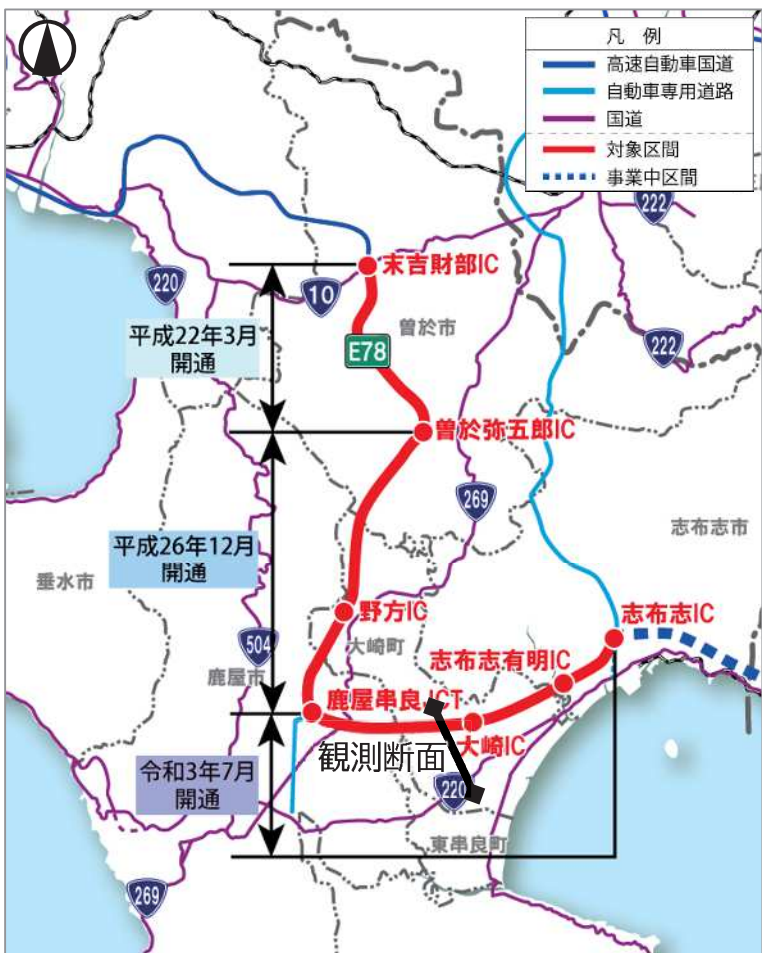 凡 例
高速自動車国道
自動車専用道路
国道
対象区間
事業中区間
222
末吉財部IC
220
10
平成22年3月
開通
曽於市
222
E78
曽於弥五郎IC
269
志布志市
平成26年12月
開通
垂水市
野方IC
志布志IC
504
大崎町
志布志有明IC
鹿屋市
鹿屋串良JCT
大崎IC
観測断面
令和3年7月
開通
220
東串良町
269